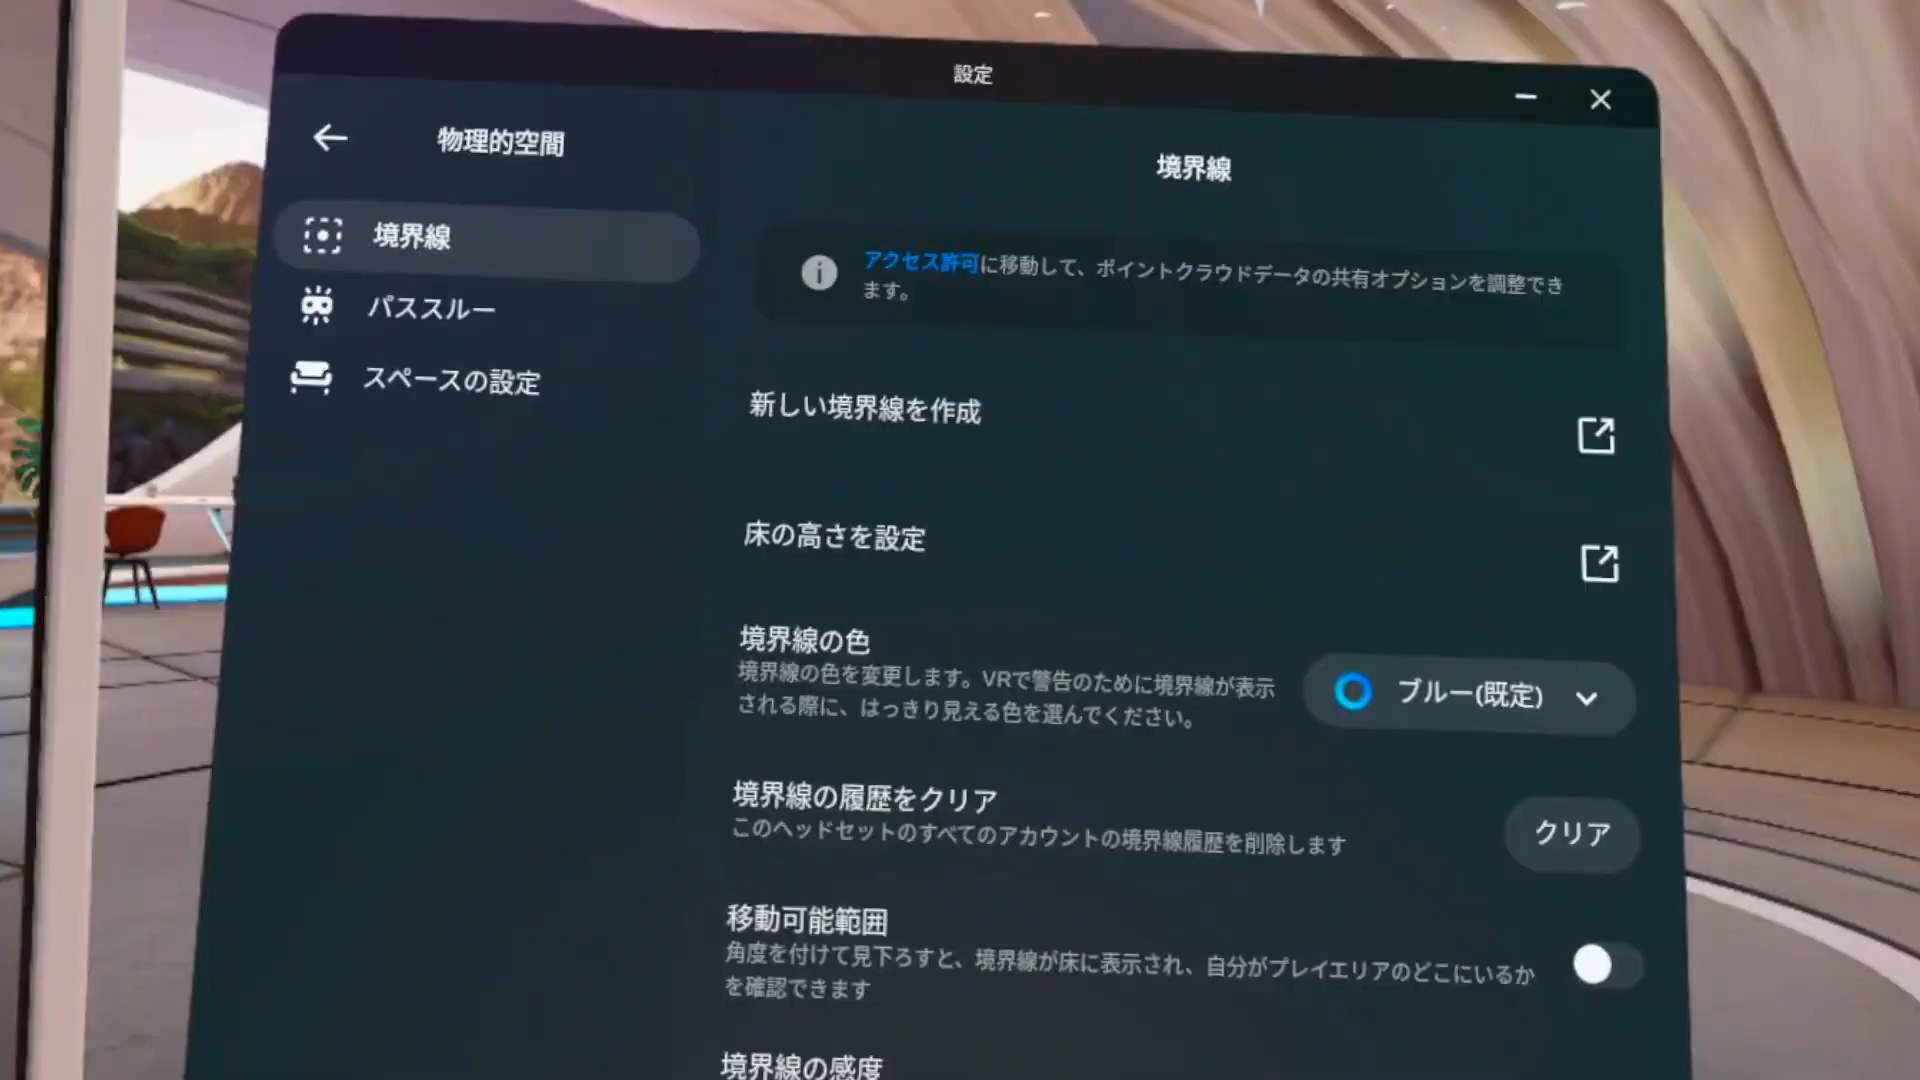 設定
物理的空間
境界線
パススルー
スペースの設定
境界線
アクセス許可に移動して、ポイントクラウドデータの共有オプションを調整でき
ます。
新しい境界線を作成
床の高さを設定
境界線の色
境界線の色を変更します。VRで警告のために境界線が表示
される際に、はっきり見える色を選んでください。
ブルー(既定)
境界線の履歴をクリア
このヘッドセットのすべてのアカウントの境界線履歴を削除します
クリア
移動可能範囲
角度を付けて見下ろすと、境界線が床に表示され、自分がプレイエリアのどこにいるか
を確認できます
境界線の感度